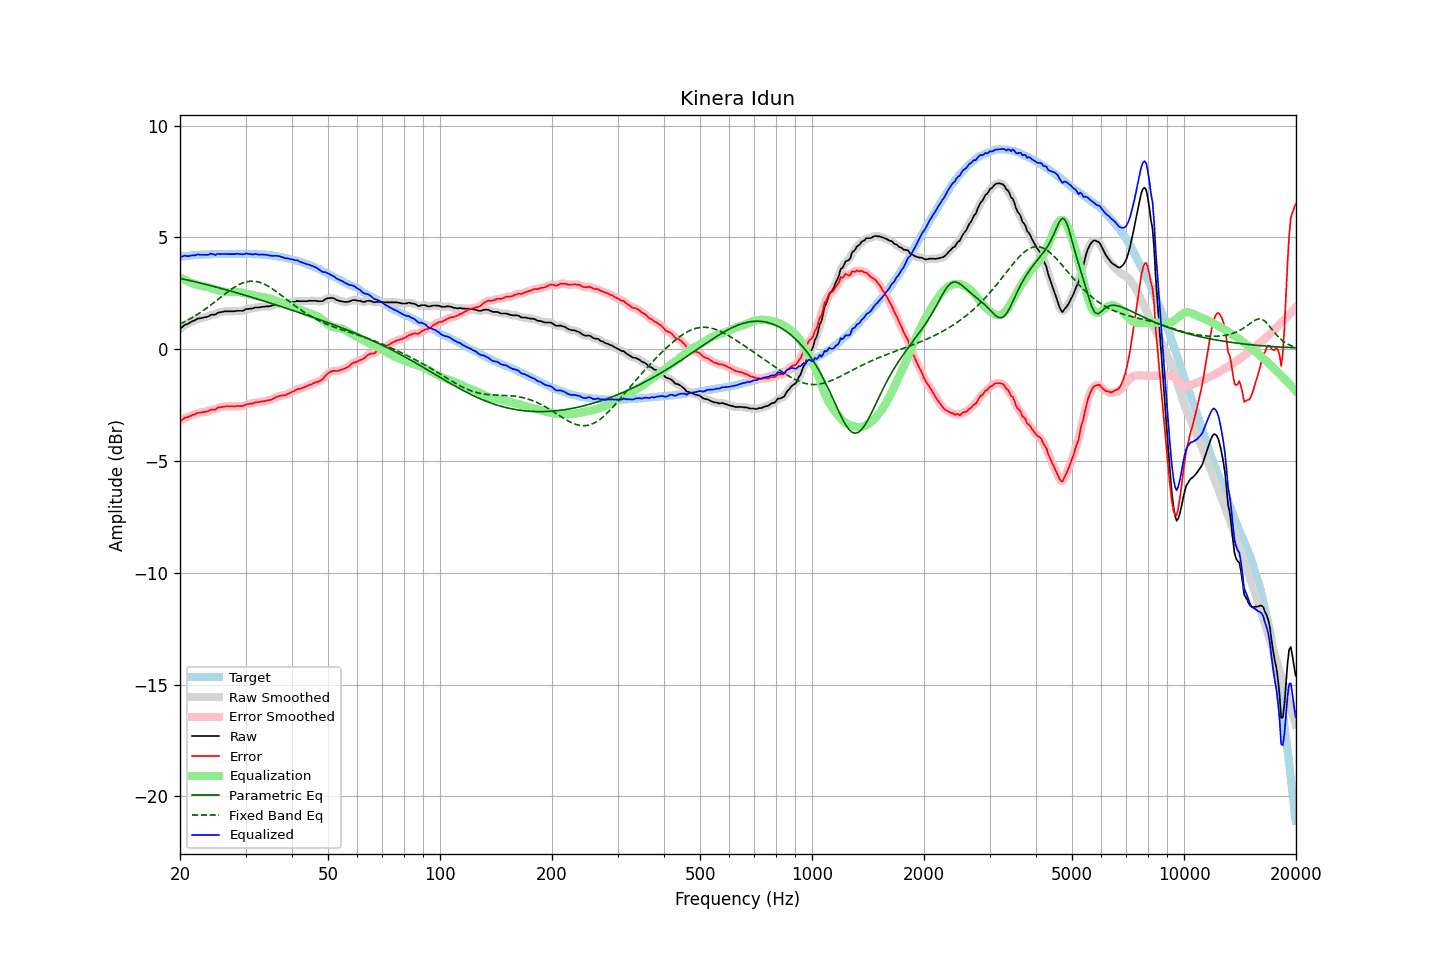 Kinera Idun
10
5
0
−5
−10
−15
−20
Amplitude (dBr)
Target
Raw Smoothed
Error Smoothed
Raw
Error
Equalization
Parametric Eq
Fixed Band Eq
Equalized
20 50 100 200 500 1000 2000 5000 10000 20000
Frequency (Hz)